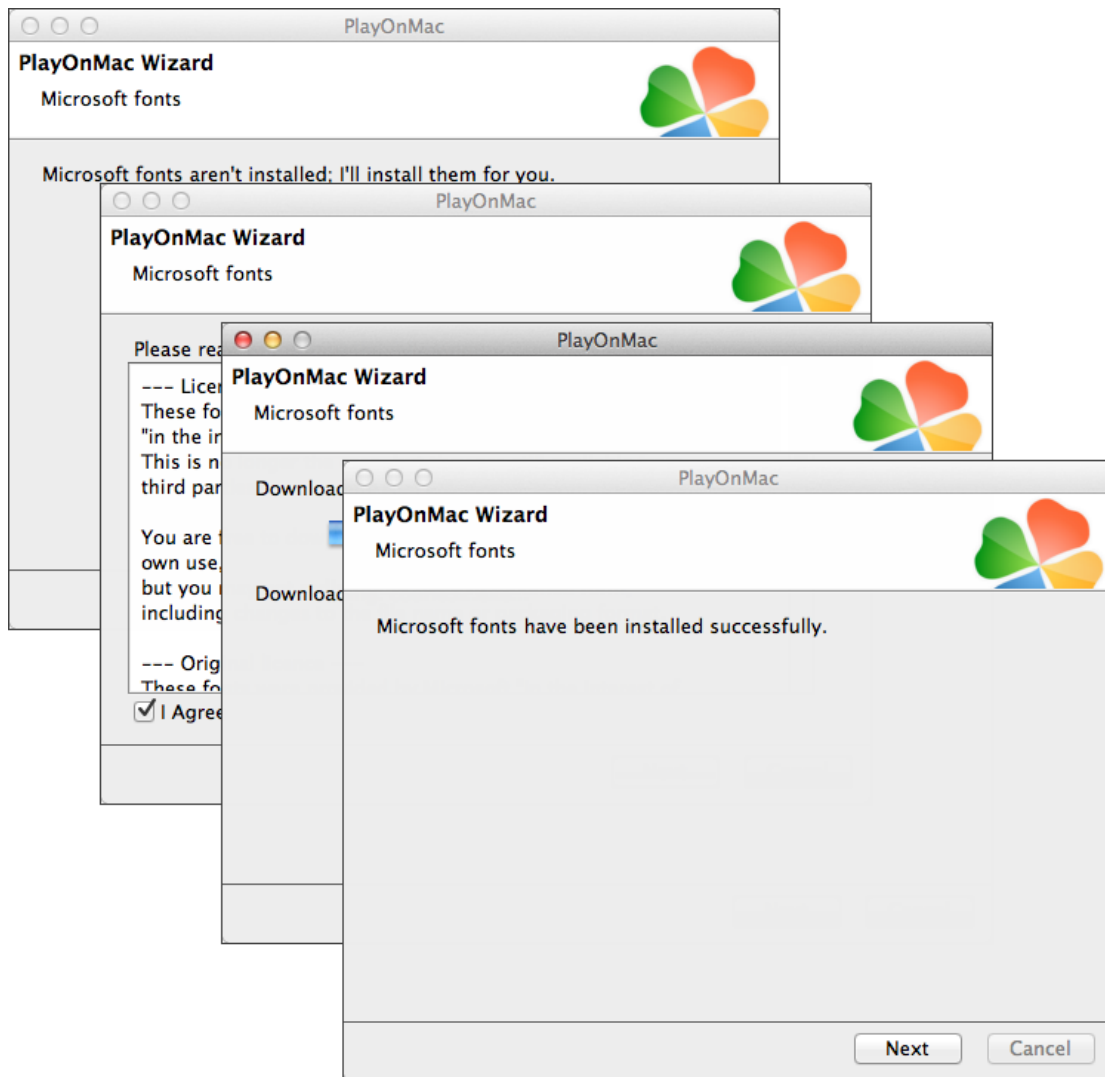 PlayOnMac
PlayOnMac Wizard
Microsoft fonts
Microsoft fonts aren't installed; I'll install them for you.
PlayOnMac
PlayOnMac Wizard
Microsoft fonts
Please rea
--- Licen
These fo
"in the in
This is n
third par
You are f
own use,
but you
including
--- Orig
These fo
I Agree
PlayOnMac
PlayOnMac Wizard
Microsoft fonts
Download
Download
PlayOnMac
PlayOnMac Wizard
Microsoft fonts
Microsoft fonts have been installed successfully.
Next Cancel